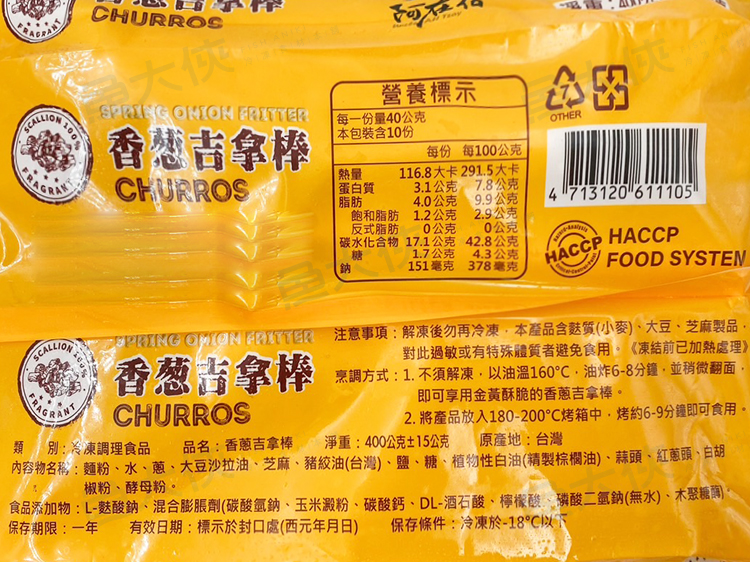 CHURROS
FRAGRANT
SPRING ONION FRITTER
SCALLION 100%
FRAGRANT
香蔥吉拿棒
CHURROS
營養標示
每一份量40公克
本包裝含10份
每份 每100公克
熱量 116.8大卡 291.5大卡
蛋白質 3.1公克 7.8公克
脂肪 4.0公克 9.9公克
飽和脂肪 1.2公克 2.9公克
反式脂肪 0公克 0公克
碳水化合物 17.1公克 42.8公克
糖 1.7公克 4.3公克
鈉 151毫克 378毫克
7
OTHER
4 713120 611105
HACCP
HACCP
FOOD SYSTEM
SPRING ONION FRITTER
SCALLION 100%
FRAGRANT
香蔥吉拿棒
CHURROS
注意事項：解凍後勿再冷凍，本產品含麩質(小麥)、大豆、芝麻製品，
對此過敏或有特殊體質者避免食用。《凍結前已加熱處理》
烹調方式：1. 不須解凍，以油溫160°C，油炸6-8分鐘，並稍微翻面，
即可享用金黃酥脆的香蔥吉拿棒。
2. 將產品放入180-200°C烤箱中，烤約6-9分鐘即可食用。
類 別：冷凍調理食品 品名：香蔥吉拿棒 淨重：400公克±15公克 原產地：台灣
內容物名稱：麵粉、水、蔥、大豆沙拉油、芝麻、豬絞油(台灣)、鹽、糖、植物性白油(精製棕櫚油)、蒜頭、紅蔥頭、白胡
椒粉、酵母粉。
食品添加物：L-麩酸鈉、混合膨脹劑(碳酸氫鈉、玉米澱粉、碳酸鈣、DL-酒石酸、檸檬酸、磷酸二氫鈉(無水)、木聚糖酶)
保存期限：一年 有效日期：標示於封口處(西元年月日) 保存條件：冷凍於-18°C以下